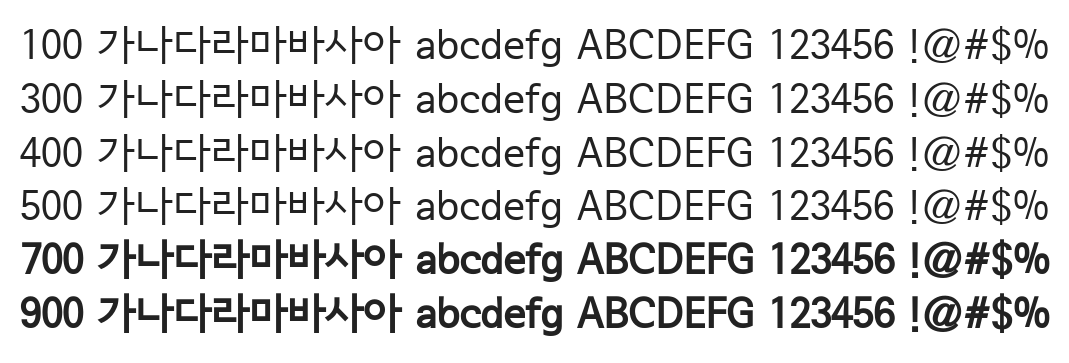 100 가나다라마바사아 abcdefg ABCDEFG 123456 !@#$%
300 가나다라마바사아 abcdefg ABCDEFG 123456 !@#$%
400 가나다라마바사아 abcdefg ABCDEFG 123456 !@#$%
500 가나다라마바사아 abcdefg ABCDEFG 123456 !@#$%
700 가나다라마바사아 abcdefg ABCDEFG 123456 !@#$%
900 가나다라마바사아 abcdefg ABCDEFG 123456 !@#$%